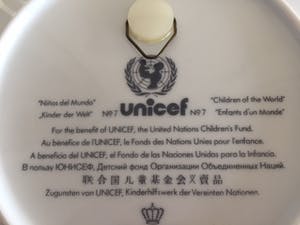 "Niños del Mundo" "Children of the World"
"Kinder der Welt" Nº7 unicef Nº7 "Enfants d'un Monde"
For the benefit of UNICEF, the United Nations Children's Fund.
Au bénéfice de l'UNICEF, le Fonds des Nations Unies pour l'enfance.
A beneficio del UNICEF, el Fondo de las Naciones Unidas para la Infancia.
В пользу ЮНИСЕФ, Детский фонд Организации Объединенных Наций.
联合国儿童基金会义卖品
Zugunsten von UNICEF, Kinderhilfswerk der Vereinten Nationen.